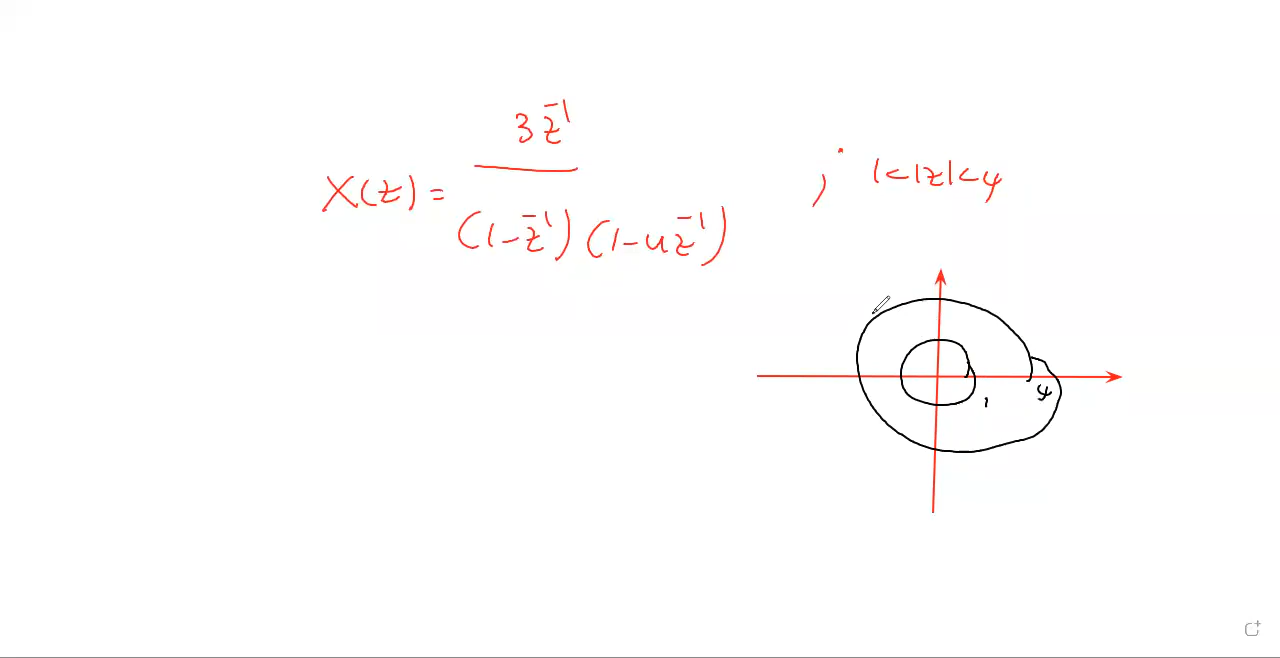 X(z) = 3z⁻¹ / (1-z⁻¹)(1-4z⁻¹) ; 1<|z|<4
1 4